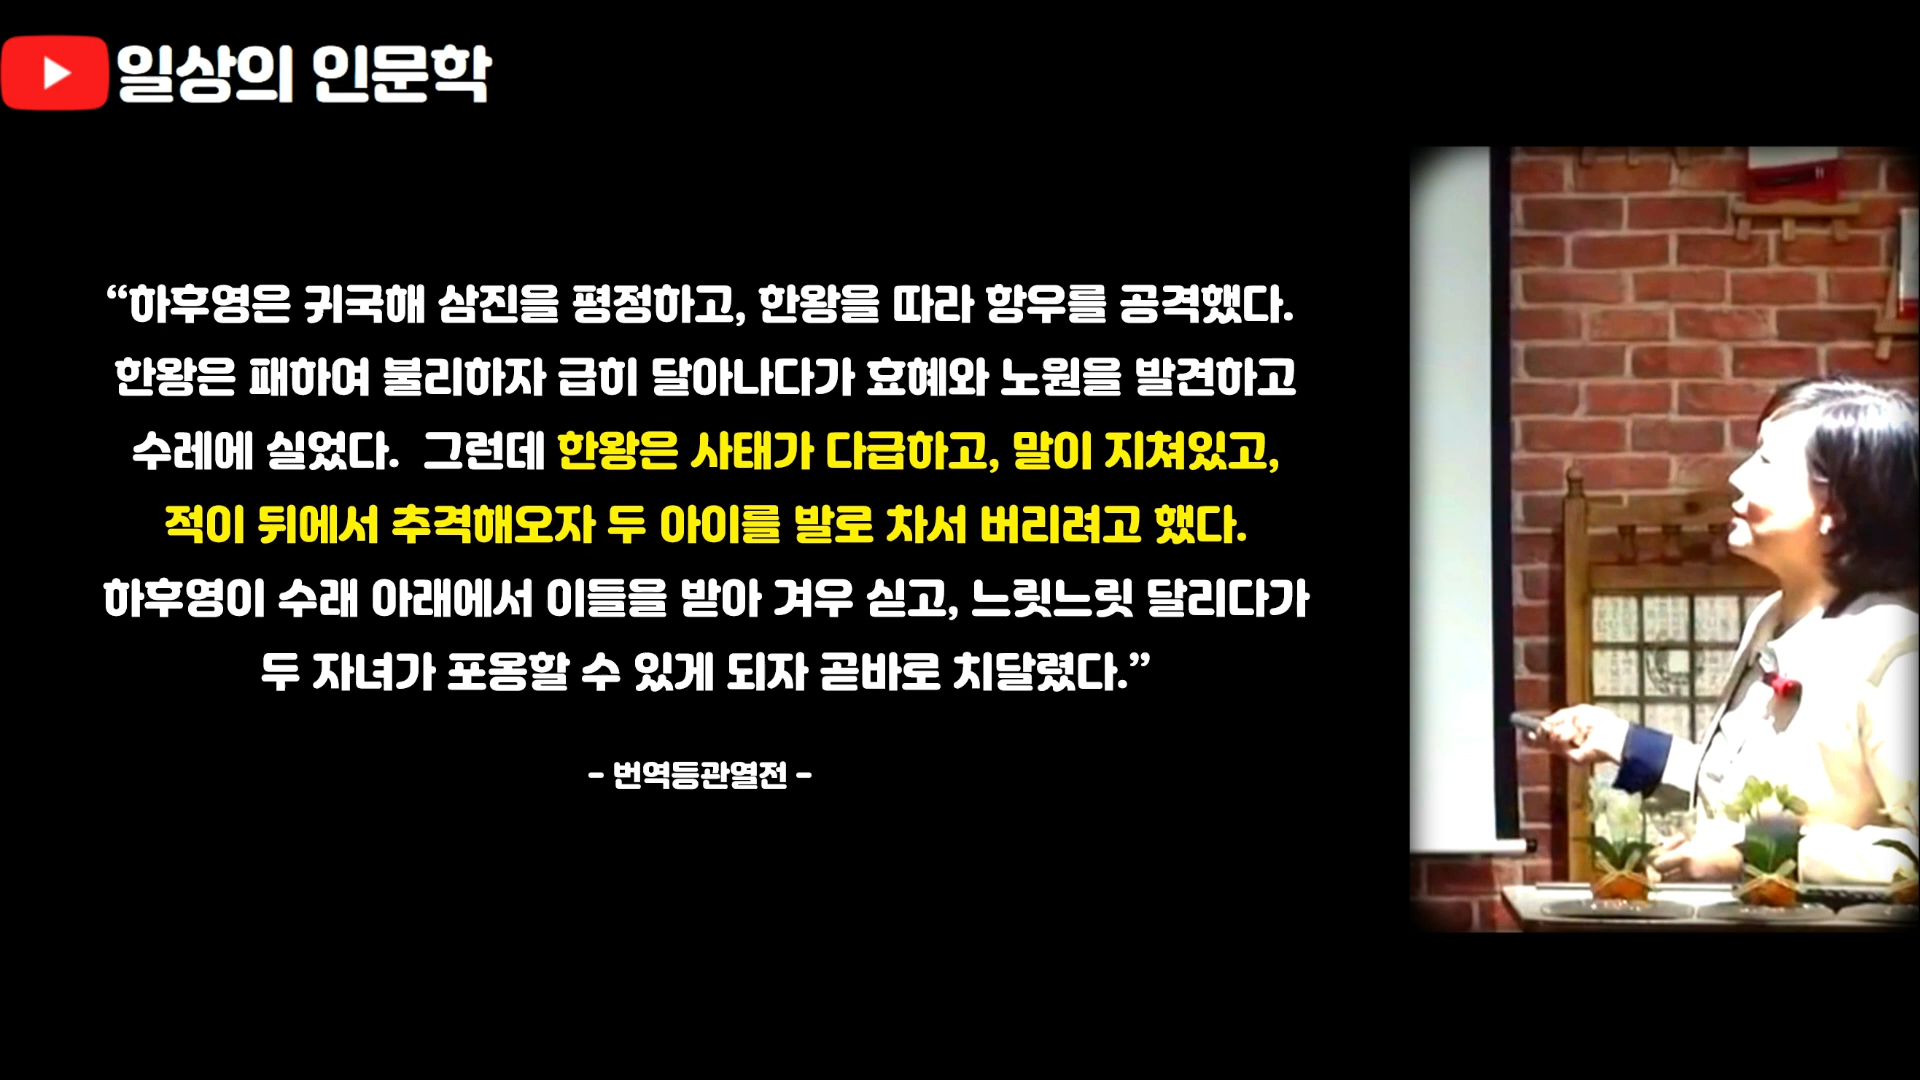 일상의 인문학
“하후영은 귀국해 삼진을 평정하고, 한왕을 따라 항우를 공격했다.
한왕은 패하여 불리하자 급히 달아나다가 효혜와 노원을 발견하고
수레에 실었다. 그런데 한왕은 사태가 다급하고, 말이 지쳐있고,
적이 뒤에서 추격해오자 두 아이를 발로 차서 버리려고 했다.
하후영이 수래 아래에서 이들을 받아 겨우 싣고, 느릿느릿 달리다가
두 자녀가 포옹할 수 있게 되자 곧바로 치달렸다.”
- 번역등관열전 -